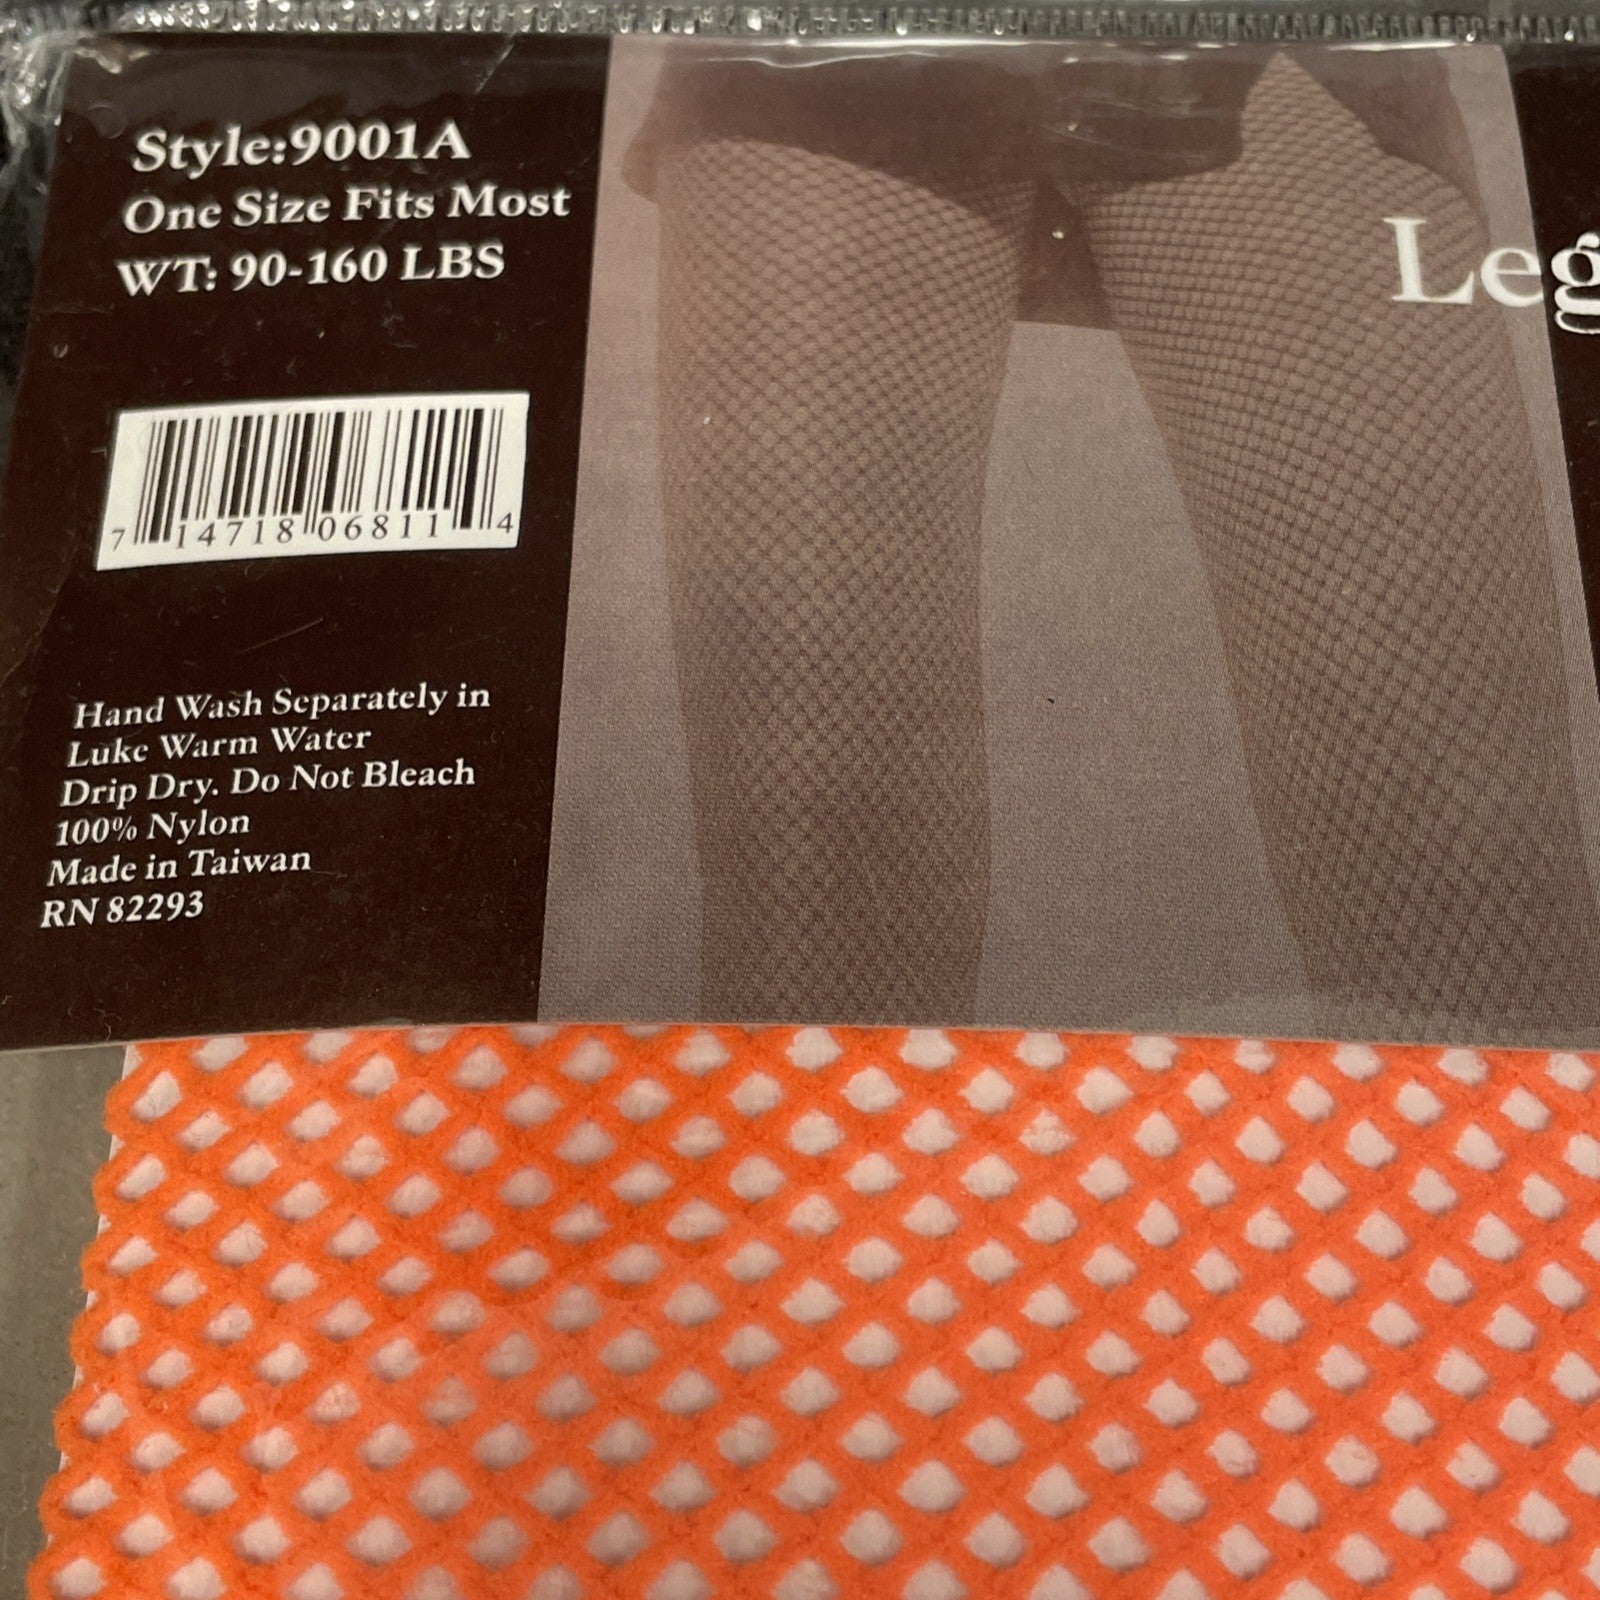 Style:9001A
One Size Fits Most
WT: 90-160 LBS
Leg
7 14718 06811 4
Hand Wash Separately in
Luke Warm Water
Drip Dry. Do Not Bleach
100% Nylon
Made in Taiwan
RN 82293